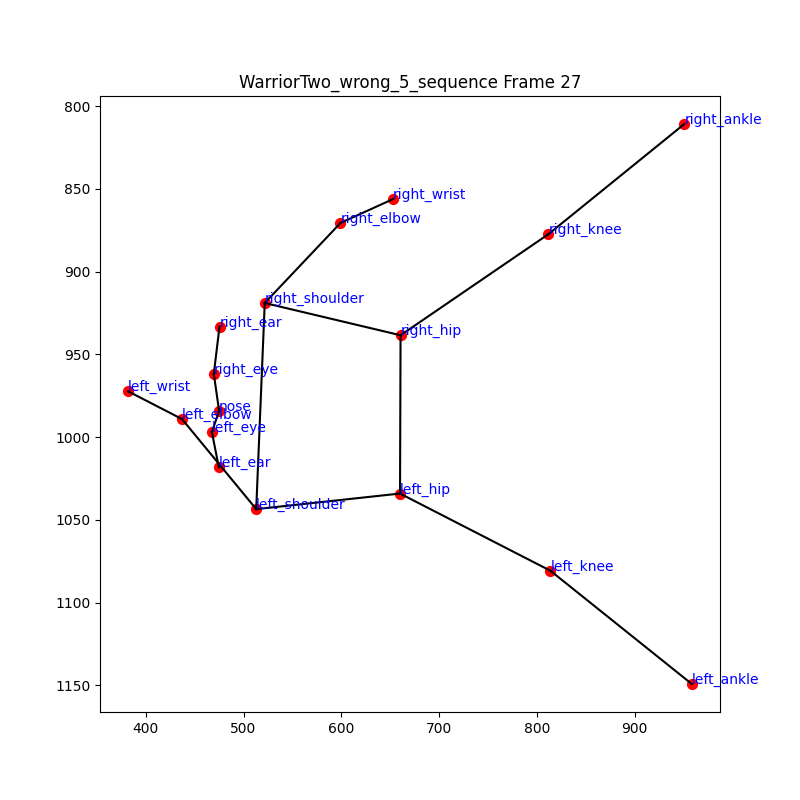 WarriorTwo_wrong_5_sequence Frame 27
800
right_ankle
850
right_wrist
right_elbow
right_knee
900
right_shoulder
right_ear
right_hip
950
right_eye
left_wrist
nose
left_elbow
1000
left_eye
left_ear
left_hip
left_shoulder
1050
left_knee
1100
left_ankle
1150
400 500 600 700 800 900